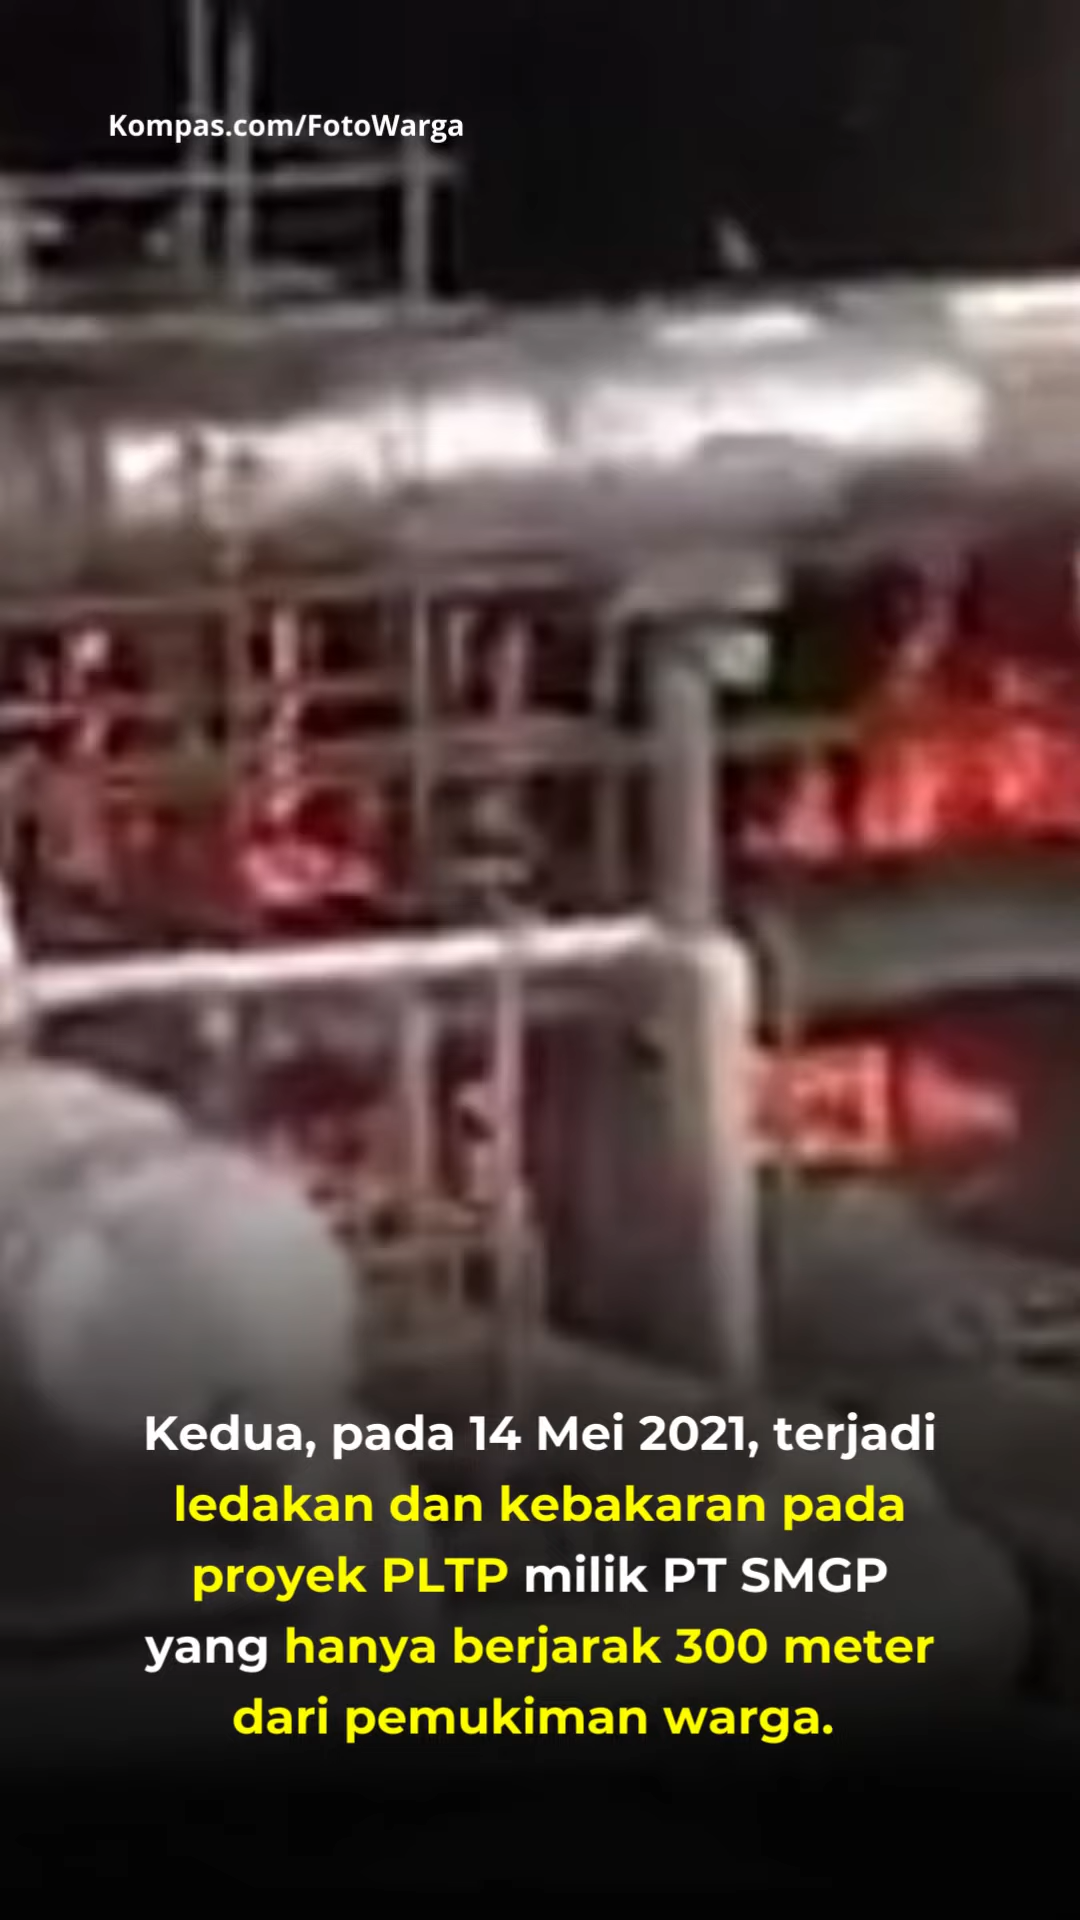 Kompas.com/FotoWarga
Kedua, pada 14 Mei 2021, terjadi
ledakan dan kebakaran pada
proyek PLTP milik PT SMGP
yang hanya berjarak 300 meter
dari pemukiman warga.